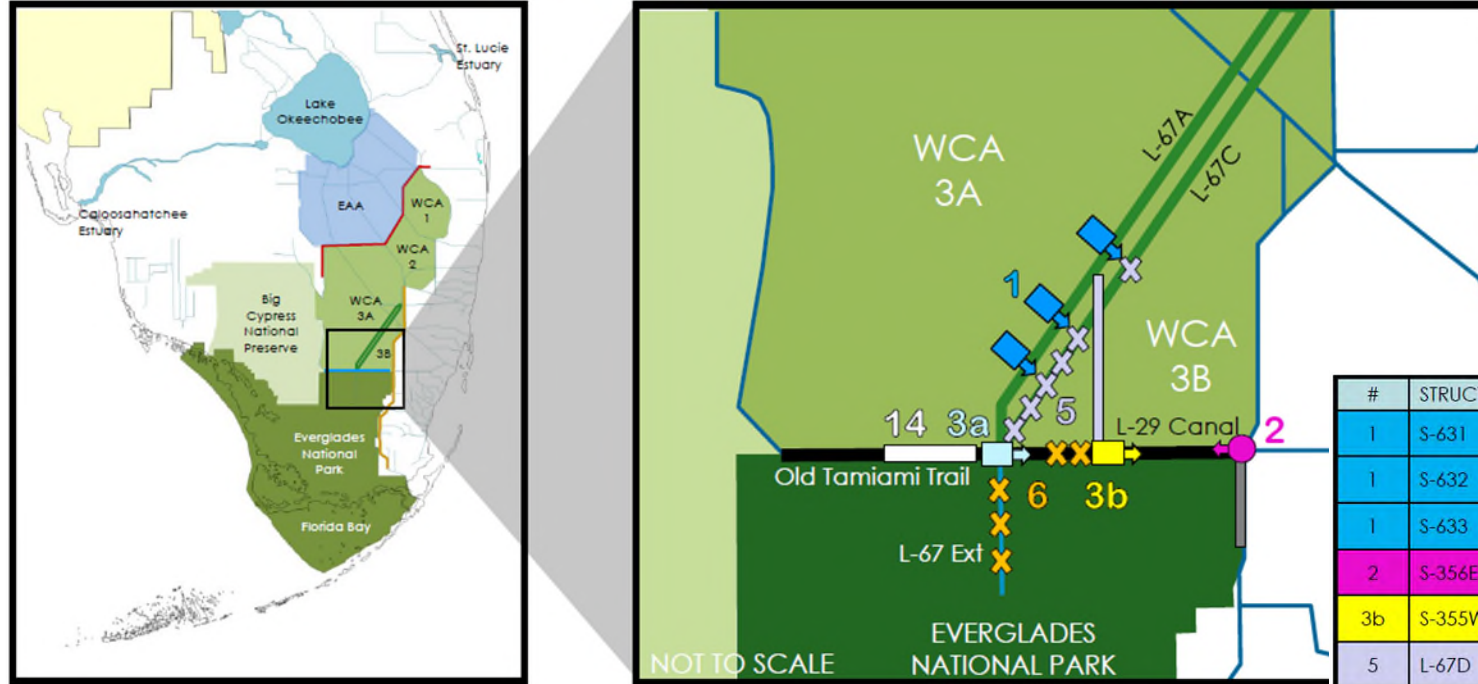 St. Lucie
Estuary
Lake
Okeechobee
EAA
WCA
1
WCA
2
Caloosahatchee
Estuary
WCA
3A
Big
Cypress
National
Preserve
3B
Everglades
National
Park
Florida Bay
WCA
3A
L-67A
L-67C
1
WCA
3B
14
3a
5
L-29 Canal
2
Old Tamiami Trail
6
3b
L-67 Ext
EVERGLADES
NATIONAL PARK
NOT TO SCALE
# STRUC
1 S-631
1 S-632
1 S-633
2 S-356E
3b S-355W
5 L-67D